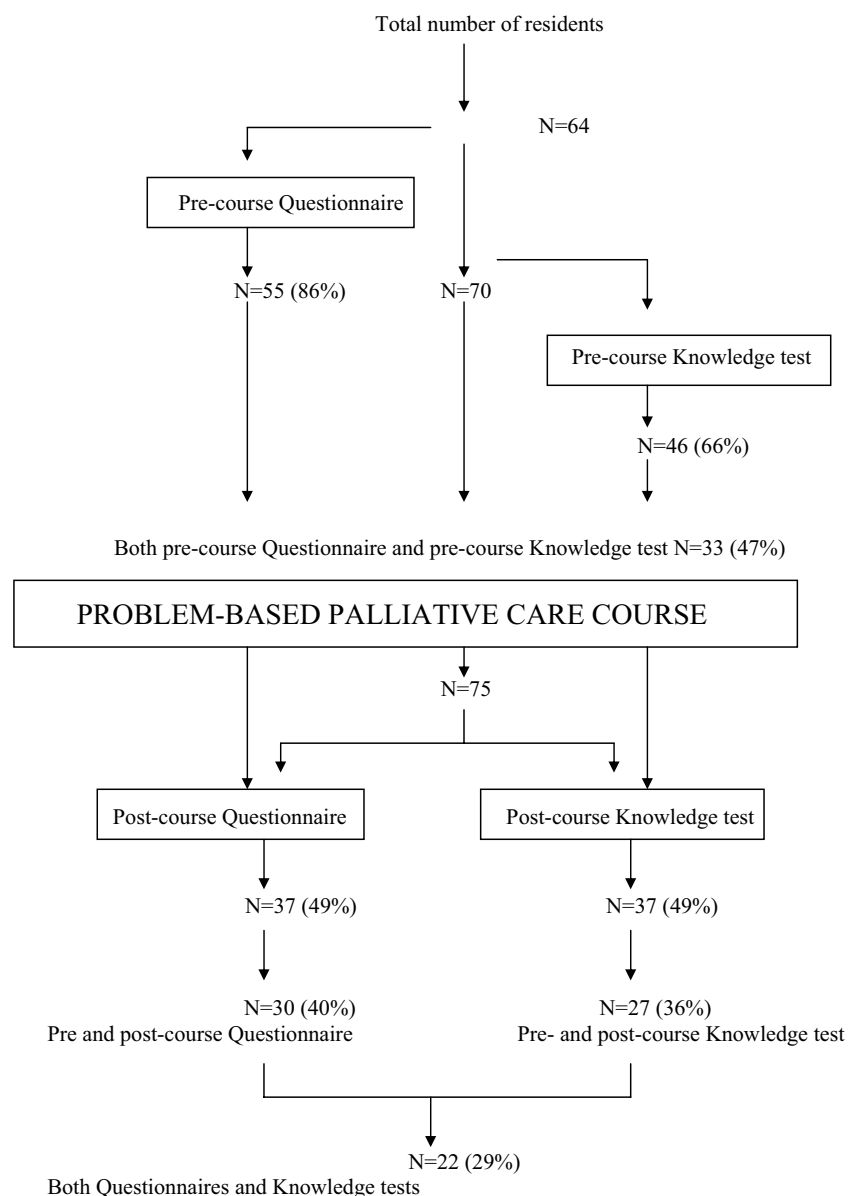 Total number of residents
N=64
Pre-course Questionnaire
N=55 (86%)
N=70
Pre-course Knowledge test
N=46 (66%)
Both pre-course Questionnaire and pre-course Knowledge test N=33 (47%)
PROBLEM-BASED PALLIATIVE CARE COURSE
N=75
Post-course Questionnaire
Post-course Knowledge test
N=37 (49%)
N=37 (49%)
N=30 (40%)
N=27 (36%)
Pre and post-course Questionnaire
Pre- and post-course Knowledge test
N=22 (29%)
Both Questionnaires and Knowledge tests